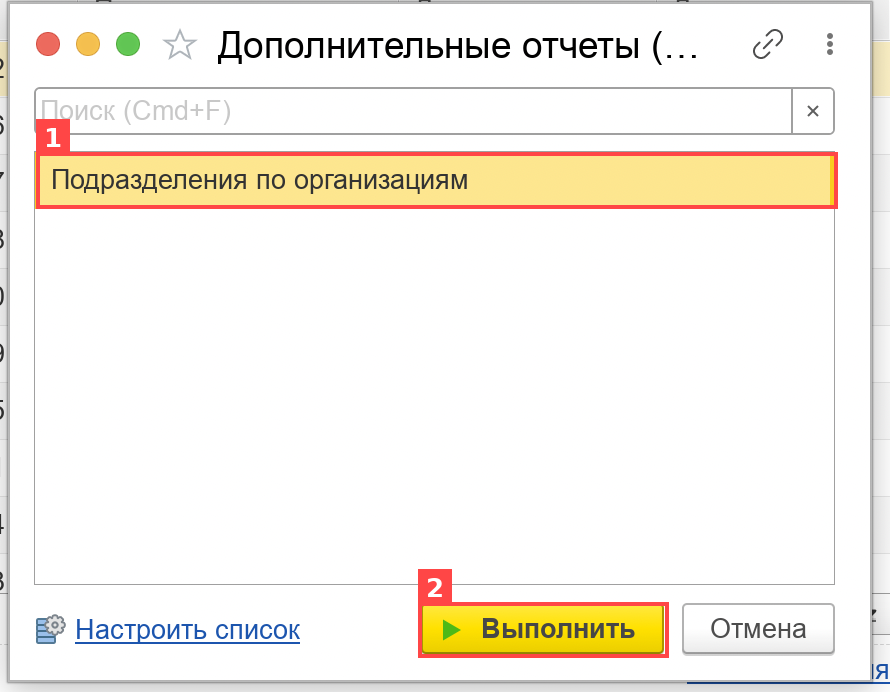 Дополнительные отчеты (...
Поиск (Cmd+F)
×
1
Подразделения по организациям
2
Настроить список
Выполнить
Отмена